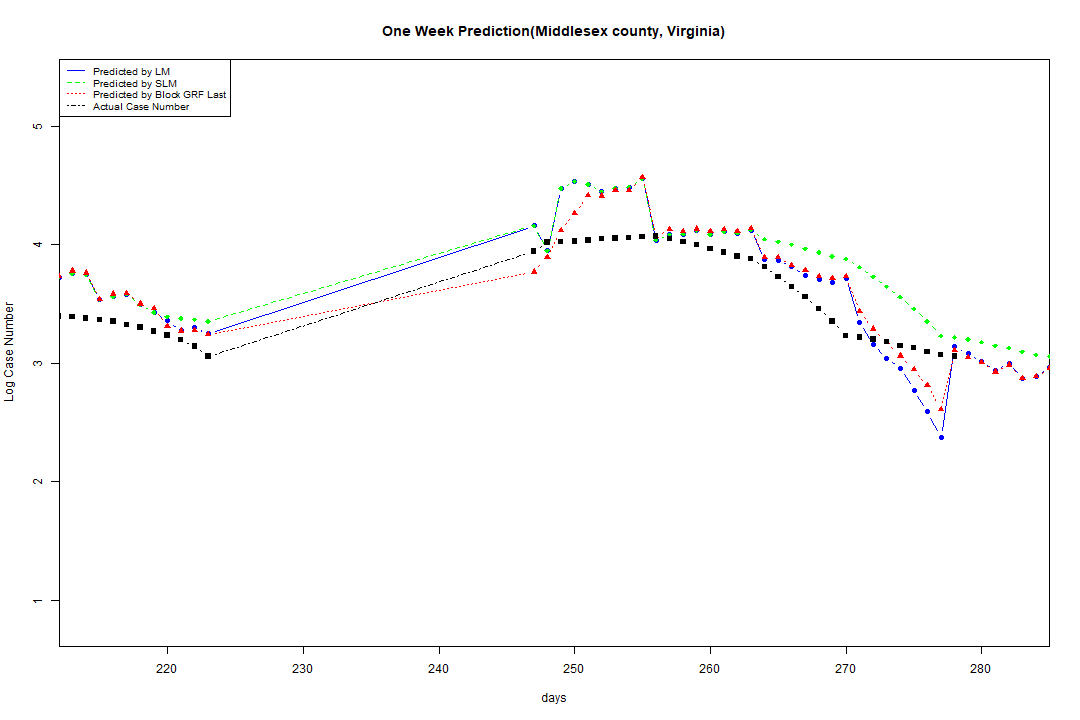 One Week Prediction(Middlesex county, Virginia)
Predicted by LM
Predicted by SLM
Predicted by Block GRF Last
Actual Case Number
5
4
3
2
1
Log Case Number
220 230 240 250 260 270 280
days